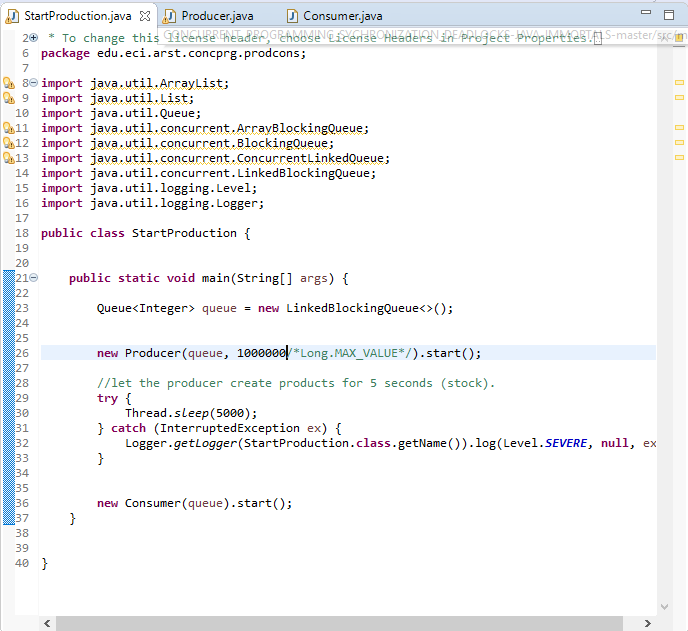 StartProduction.java Producer.java Consumer.java
CONCURRENT_PROGRAMMING_SYCHRONIZATION_DEADLOCKS-JAVA_IMMORTALS-master/src/m
2 * To change this license header, choose License Headers in Project Properties.
6 package edu.eci.arst.concprg.prodcons;
7
8 import java.util.ArrayList;
9 import java.util.List;
10 import java.util.Queue;
11 import java.util.concurrent.ArrayBlockingQueue;
12 import java.util.concurrent.BlockingQueue;
13 import java.util.concurrent.ConcurrentLinkedQueue;
14 import java.util.concurrent.LinkedBlockingQueue;
15 import java.util.logging.Level;
16 import java.util.logging.Logger;
17
18 public class StartProduction {
19
20
21 public static void main(String[] args) {
22
23 Queue<Integer> queue = new LinkedBlockingQueue<>();
24
25
26 new Producer(queue, 1000000/*Long.MAX_VALUE*/).start();
27
28 //let the producer create products for 5 seconds (stock).
29 try {
30 Thread.sleep(5000);
31 } catch (InterruptedException ex) {
32 Logger.getLogger(StartProduction.class.getName()).log(Level.SEVERE, null, ex
33 }
34
35
36 new Consumer(queue).start();
37 }
38
39
40 }